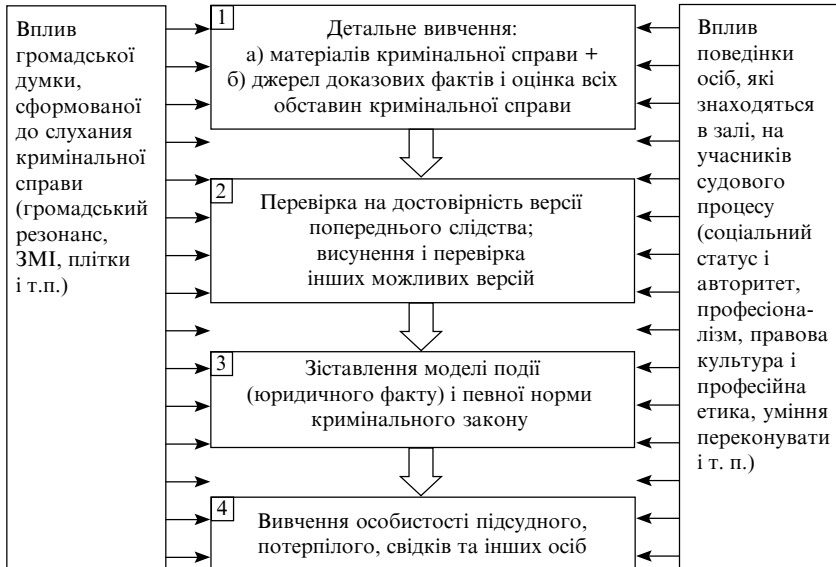 Вплив
громадської
думки,
сформованої
до слухання
кримінальної
справи
(громадський
резонанс,
ЗМІ, плітки
і т.п.)
1
Детальне вивчення:
а) матеріалів кримінальної справи +
б) джерел доказових фактів і оцінка всіх
обставин кримінальної справи
2
Перевірка на достовірність версії
попереднього слідства;
висунення і перевірка
інших можливих версій
3
Зіставлення моделі події
(юридичного факту) і певної норми
кримінального закону
4
Вивчення особистості підсудного,
потерпілого, свідків та інших осіб
Вплив
поведінки
осіб, які
знаходяться
в залі, на
учасників
судового
процесу
(соціальний
статус і
авторитет,
професіона-
лізм, правова
культура і
професійна
етика, уміння
переконувати
і т. п.)